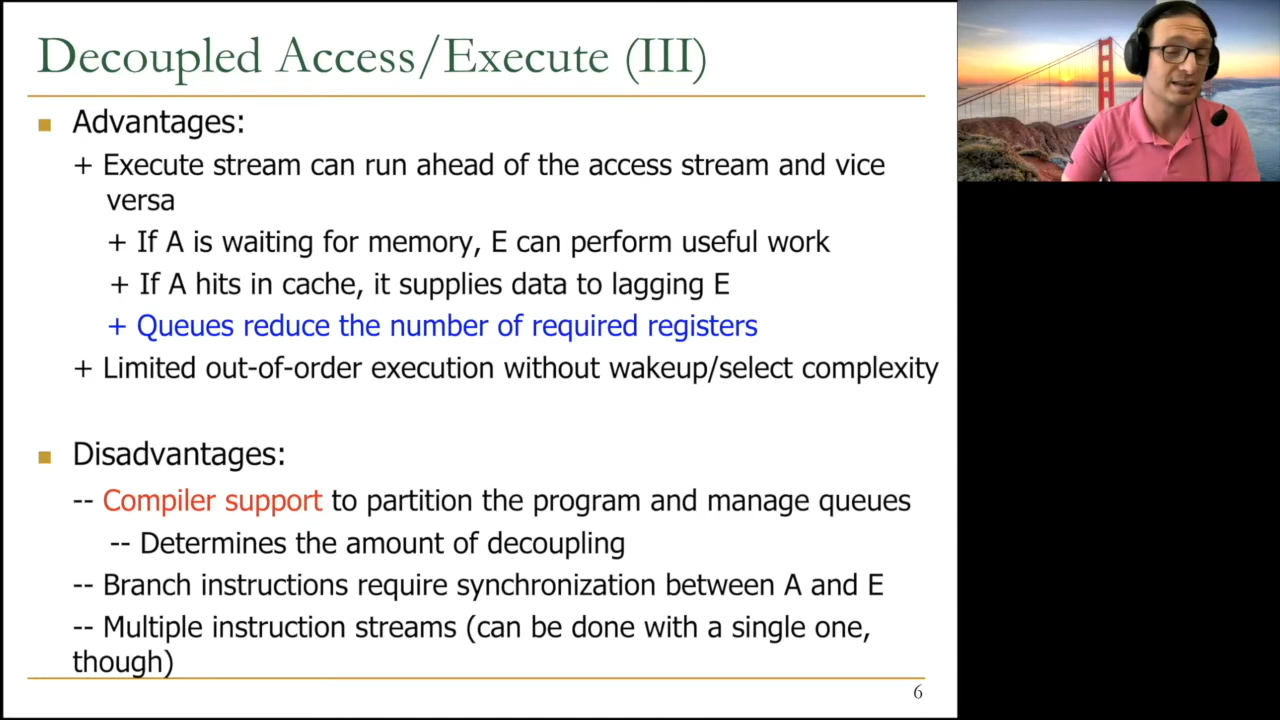 Decoupled Access/Execute (III)
Advantages:
+ Execute stream can run ahead of the access stream and vice
versa
+ If A is waiting for memory, E can perform useful work
+ If A hits in cache, it supplies data to lagging E
+ Queues reduce the number of required registers
+ Limited out-of-order execution without wakeup/select complexity
Disadvantages:
-- Compiler support to partition the program and manage queues
-- Determines the amount of decoupling
-- Branch instructions require synchronization between A and E
-- Multiple instruction streams (can be done with a single one,
though)
6